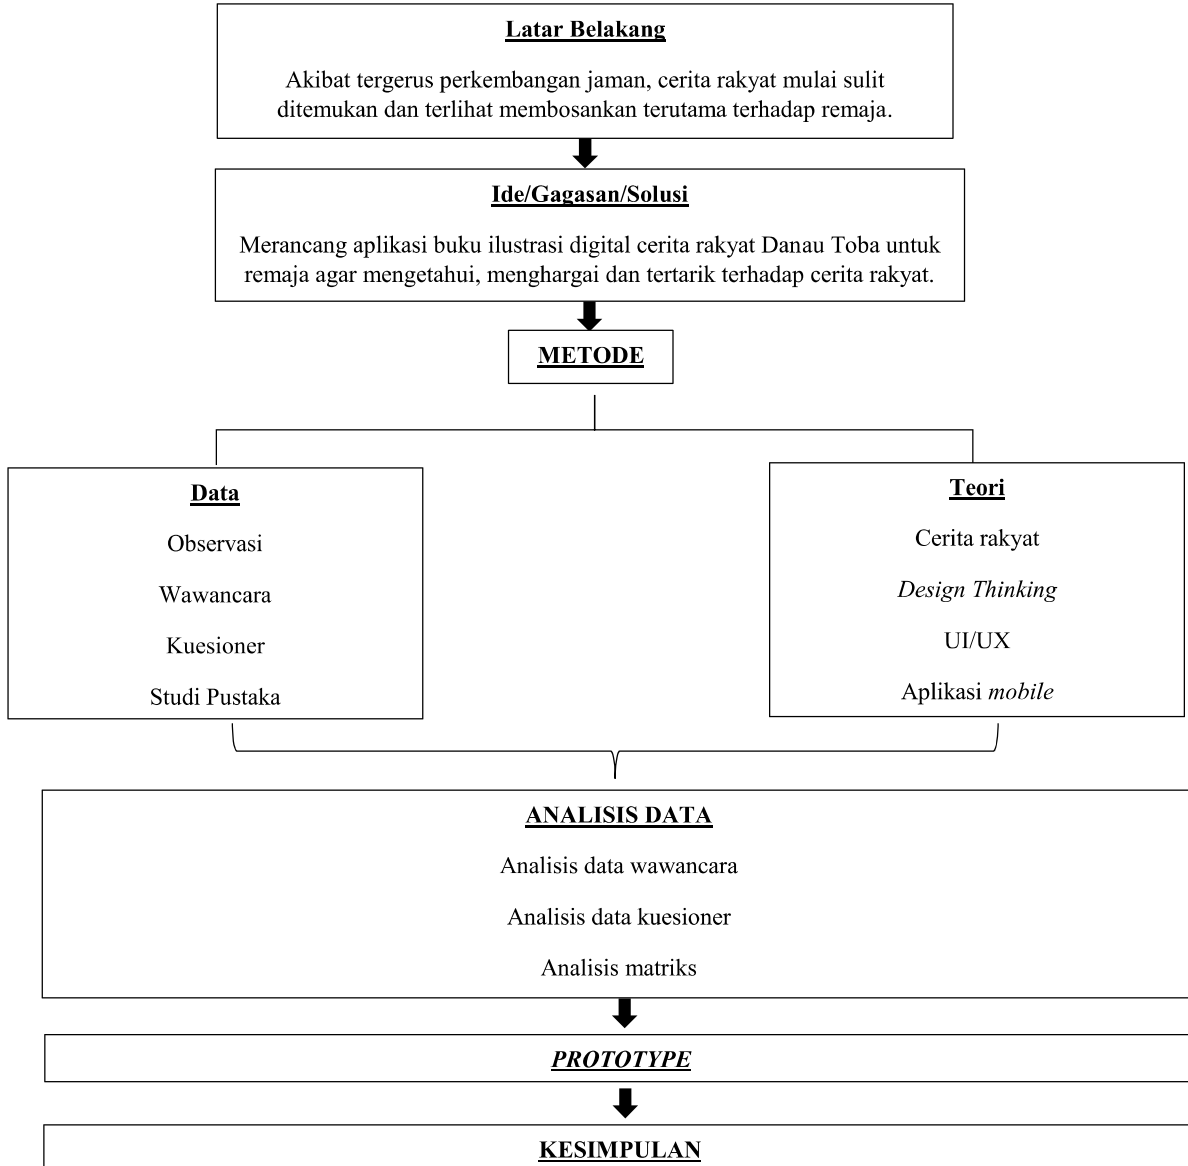 Latar Belakang
Akibat tergerus perkembangan jaman, cerita rakyat mulai sulit
ditemukan dan terlihat membosankan terutama terhadap remaja.
Ide/Gagasan/Solusi
Merancang aplikasi buku ilustrasi digital cerita rakyat Danau Toba untuk
remaja agar mengetahui, menghargai dan tertarik terhadap cerita rakyat.
METODE
Data
Observasi
Wawancara
Kuesioner
Studi Pustaka
Teori
Cerita rakyat
Design Thinking
UI/UX
Aplikasi mobile
ANALISIS DATA
Analisis data wawancara
Analisis data kuesioner
Analisis matriks
PROTOTYPE
KESIMPULAN